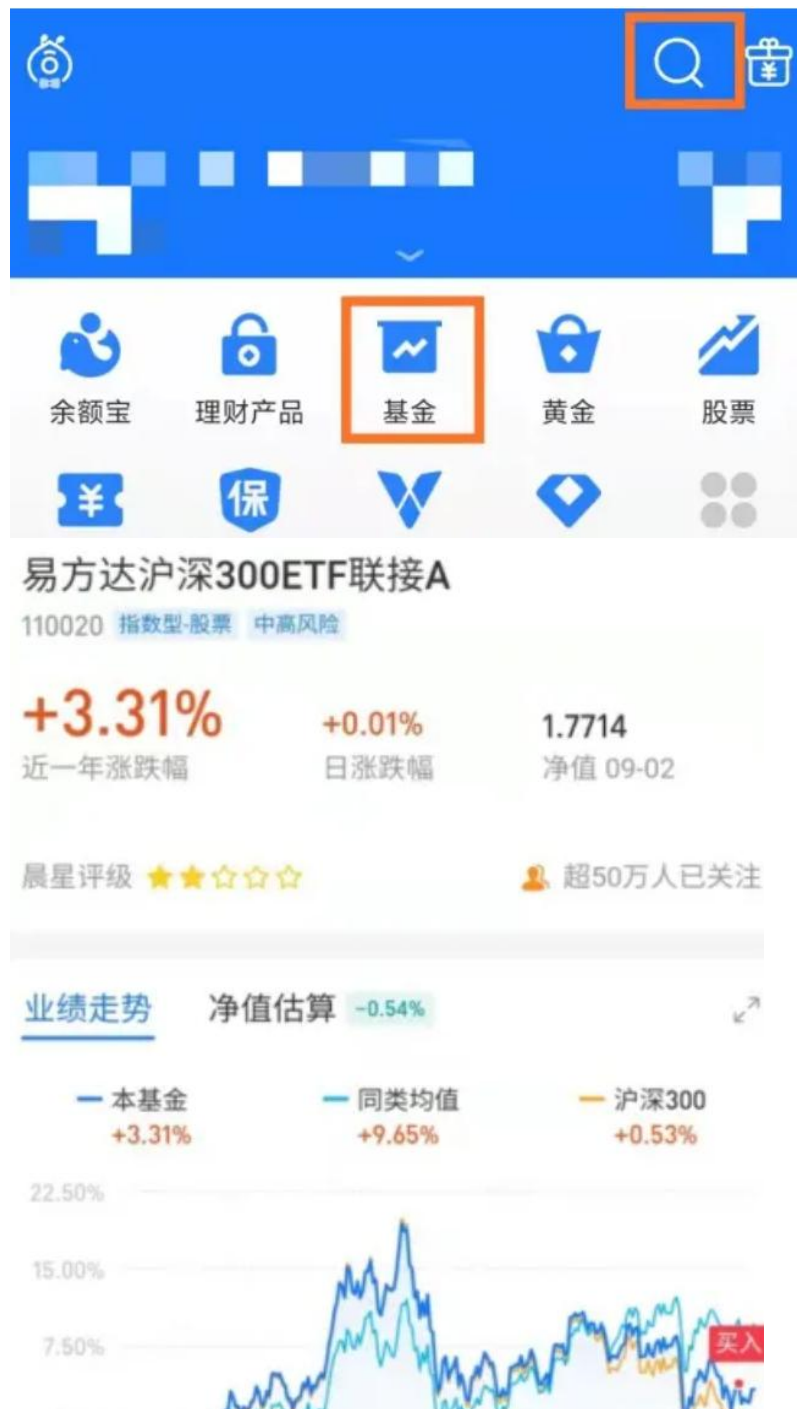 余额宝 理财产品 基金 黄金 股票
¥ 保
易方达沪深300ETF联接A
110020 指数型-股票 中高风险
+3.31% +0.01% 1.7714
近一年涨跌幅 日涨跌幅 净值 09-02
晨星评级 超50万人已关注
业绩走势 净值估算 -0.54%
本基金 同类均值 沪深300
+3.31% +9.65% +0.53%
22.50%
15.00%
7.50%
买入